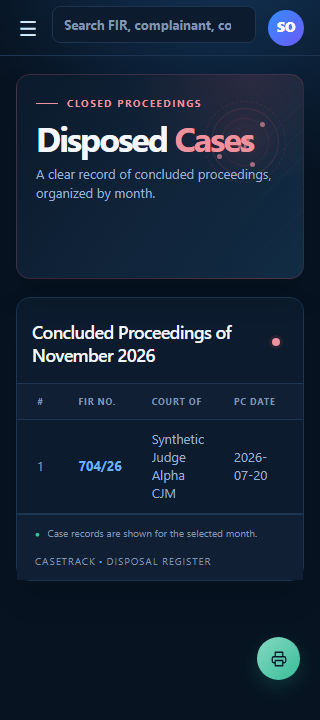 Search FIR, complainant, co
SO
CLOSED PROCEEDINGS
Disposed Cases
A clear record of concluded proceedings,
organized by month.
Concluded Proceedings of
November 2026
# FIR NO. COURT OF PC DATE
1 704/26 Synthetic Judge Alpha CJM 2026-07-20
Case records are shown for the selected month.
CASETRACK • DISPOSAL REGISTER